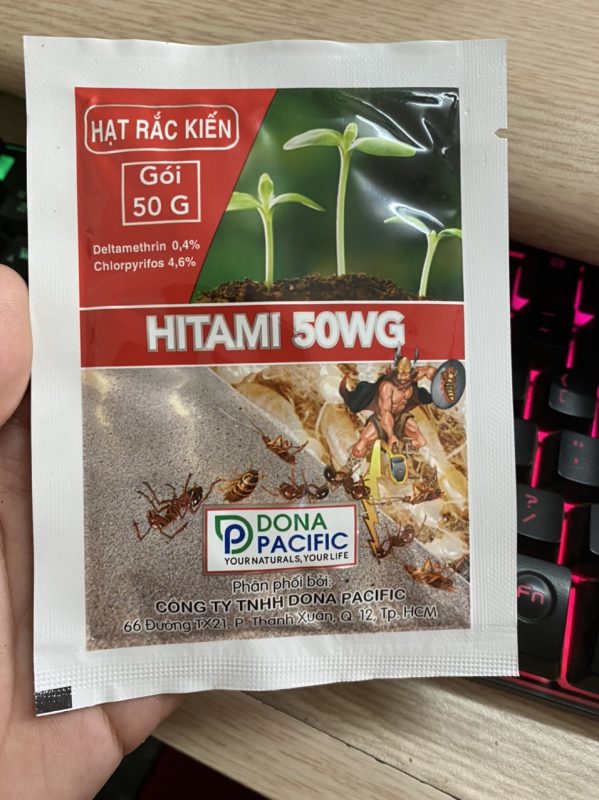 HẠT RẮC KIẾN
Gói
50 G
Deltamethrin 0,4%
Chlorpyrifos 4,6%
HITAMI 50WG
DONA
PACIFIC
YOUR NATURALS, YOUR LIFE
Phân phối bởi:
CÔNG TY TNHH DONA PACIFIC
66 Đường TX21, P. Thạnh Xuân, Q. 12, Tp. HCM
Fn